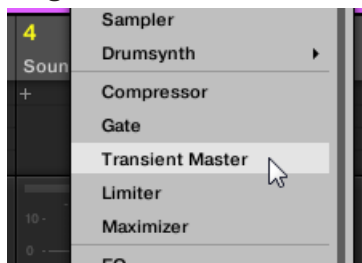 4
Soun
+
10 -
0 -
Sampler
Drumsynth
Compressor
Gate
Transient Master
Limiter
Maximizer